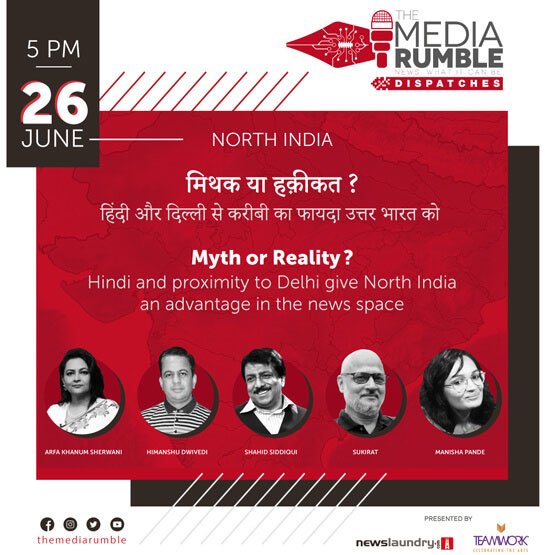 5 PM
26
JUNE
THE
MEDIA
RUMBLE
NEWS. WHAT IT CAN BE
DISPATCHES
NORTH INDIA
मिथक या हक़ीकत ?
हिंदी और दिल्ली से करीबी का फायदा उत्तर भारत को
Myth or Reality?
Hindi and proximity to Delhi give North India
an advantage in the news space
ARFA KHANUM SHERWANI
HIMANSHU DWIVEDI
SHAHID SIDDIQUI
SUKIRAT
MANISHA PANDE
themediarumble
PRESENTED BY
newslaundry.com
TEAMWORK
CELEBRATING THE ARTS